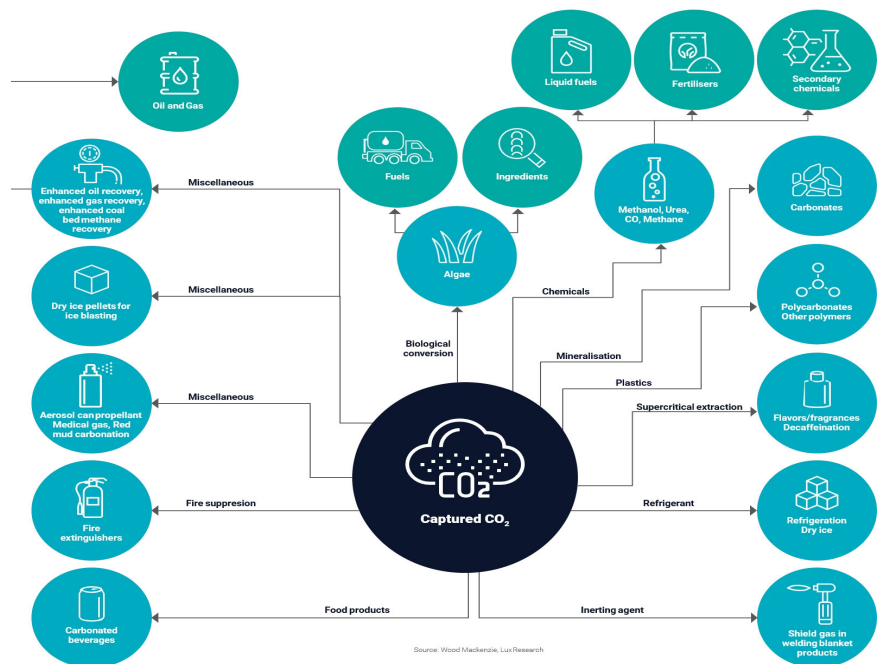 Oil and Gas
Liquid fuels
Fertilisers
Secondary
chemicals
Fuels
Ingredients
Enhanced oil recovery,
enhanced gas recovery,
enhanced coal
bed methane
recovery
Miscellaneous
Methanol, Urea,
CO, Methane
Carbonates
Algae
Dry ice pellets for
ice blasting
Miscellaneous
Chemicals
Polycarbonates
Other polymers
Biological
conversion
Mineralisation
Plastics
Aerosol can propellant
Medical gas, Red
mud carbonation
Miscellaneous
Supercritical extraction
Flavors/fragrances
Decaffeination
CO₂
Captured CO₂
Fire
extinguishers
Fire suppresion
Refrigerant
Refrigeration
Dry ice
Carbonated
beverages
Food products
Inerting agent
Shield gas in
welding blanket
products
Source: Wood Mackenzie, Lux Research